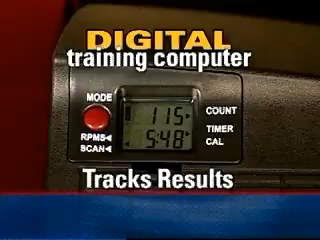 DIGITAL
training computer
MODE
115
COUNT
RPMS◄
5:48
TIMER
SCAN◄
CAL
Tracks Results